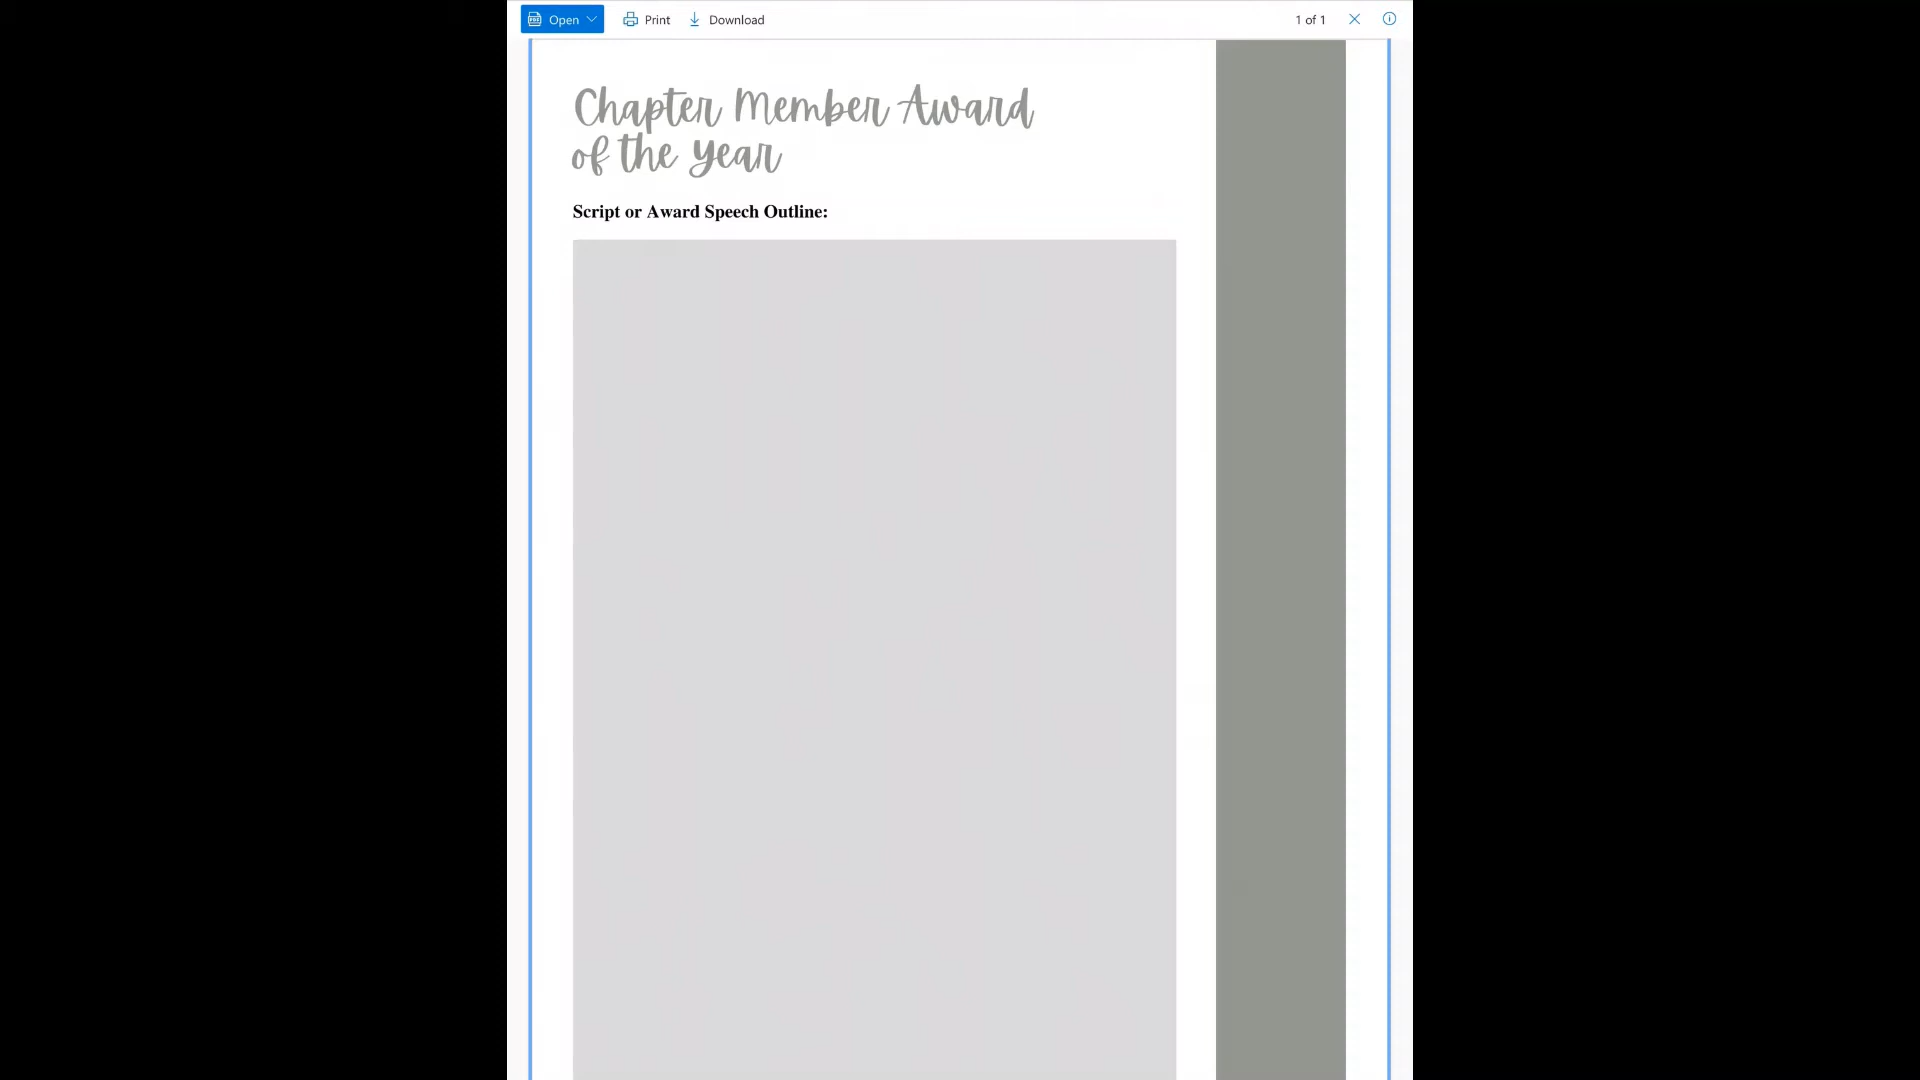 Open
Print
Download
1 of 1
Chapter Member Award
of the Year
Script or Award Speech Outline: